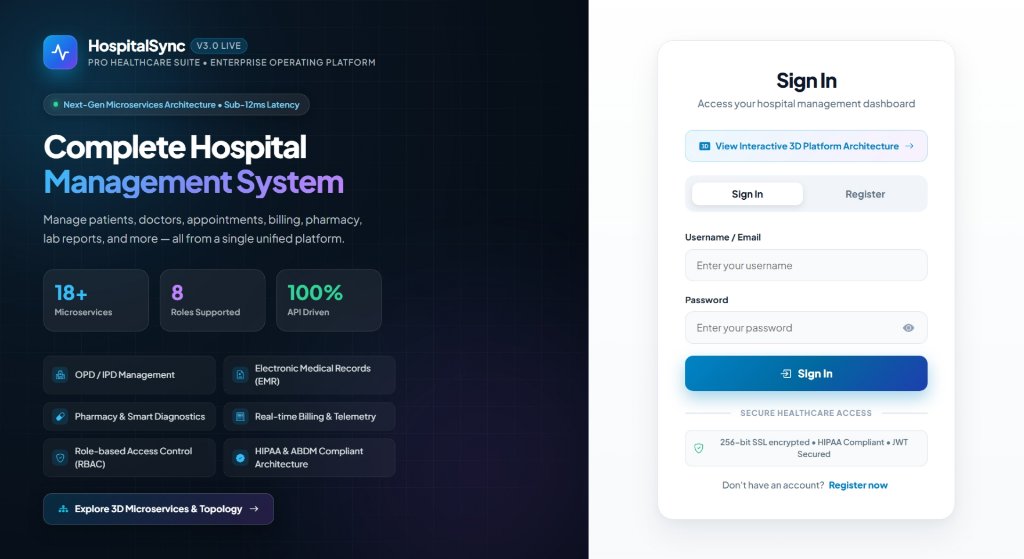 HospitalSync V3.0 LIVE
PRO HEALTHCARE SUITE • ENTERPRISE OPERATING PLATFORM
Next-Gen Microservices Architecture • Sub-12ms Latency
Complete Hospital
Management System
Manage patients, doctors, appointments, billing, pharmacy,
lab reports, and more — all from a single unified platform.
18+
Microservices
8
Roles Supported
100%
API Driven
OPD / IPD Management
Electronic Medical Records
(EMR)
Pharmacy & Smart Diagnostics
Real-time Billing & Telemetry
Role-based Access Control
(RBAC)
HIPAA & ABDM Compliant
Architecture
Explore 3D Microservices & Topology →
Sign In
Access your hospital management dashboard
3D View Interactive 3D Platform Architecture →
Sign In
Register
Username / Email
Enter your username
Password
Enter your password
Sign In
SECURE HEALTHCARE ACCESS
256-bit SSL encrypted • HIPAA Compliant • JWT
Secured
Don't have an account? Register now